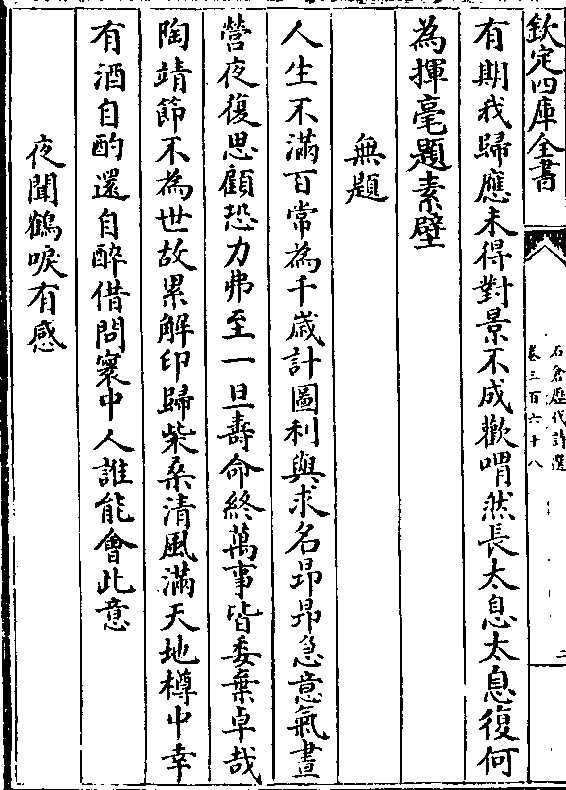 欽定四庫全書
石倉歷代詩選
卷三百六十八
二
有期我歸應未得對景不成歡喟然長太息太息復何
為揮毫題素壁
無題
人生不滿百常為千歲計圖利與求名昂昂急意氣晝
營夜復思顧恐力弗至一旦壽命終萬事皆委棄卓哉
陶靖節不為世故累解印歸柴桑清風滿天地樽中幸
有酒自酌還自醉借問寰中人誰能會此意
夜聞鶴唳有感